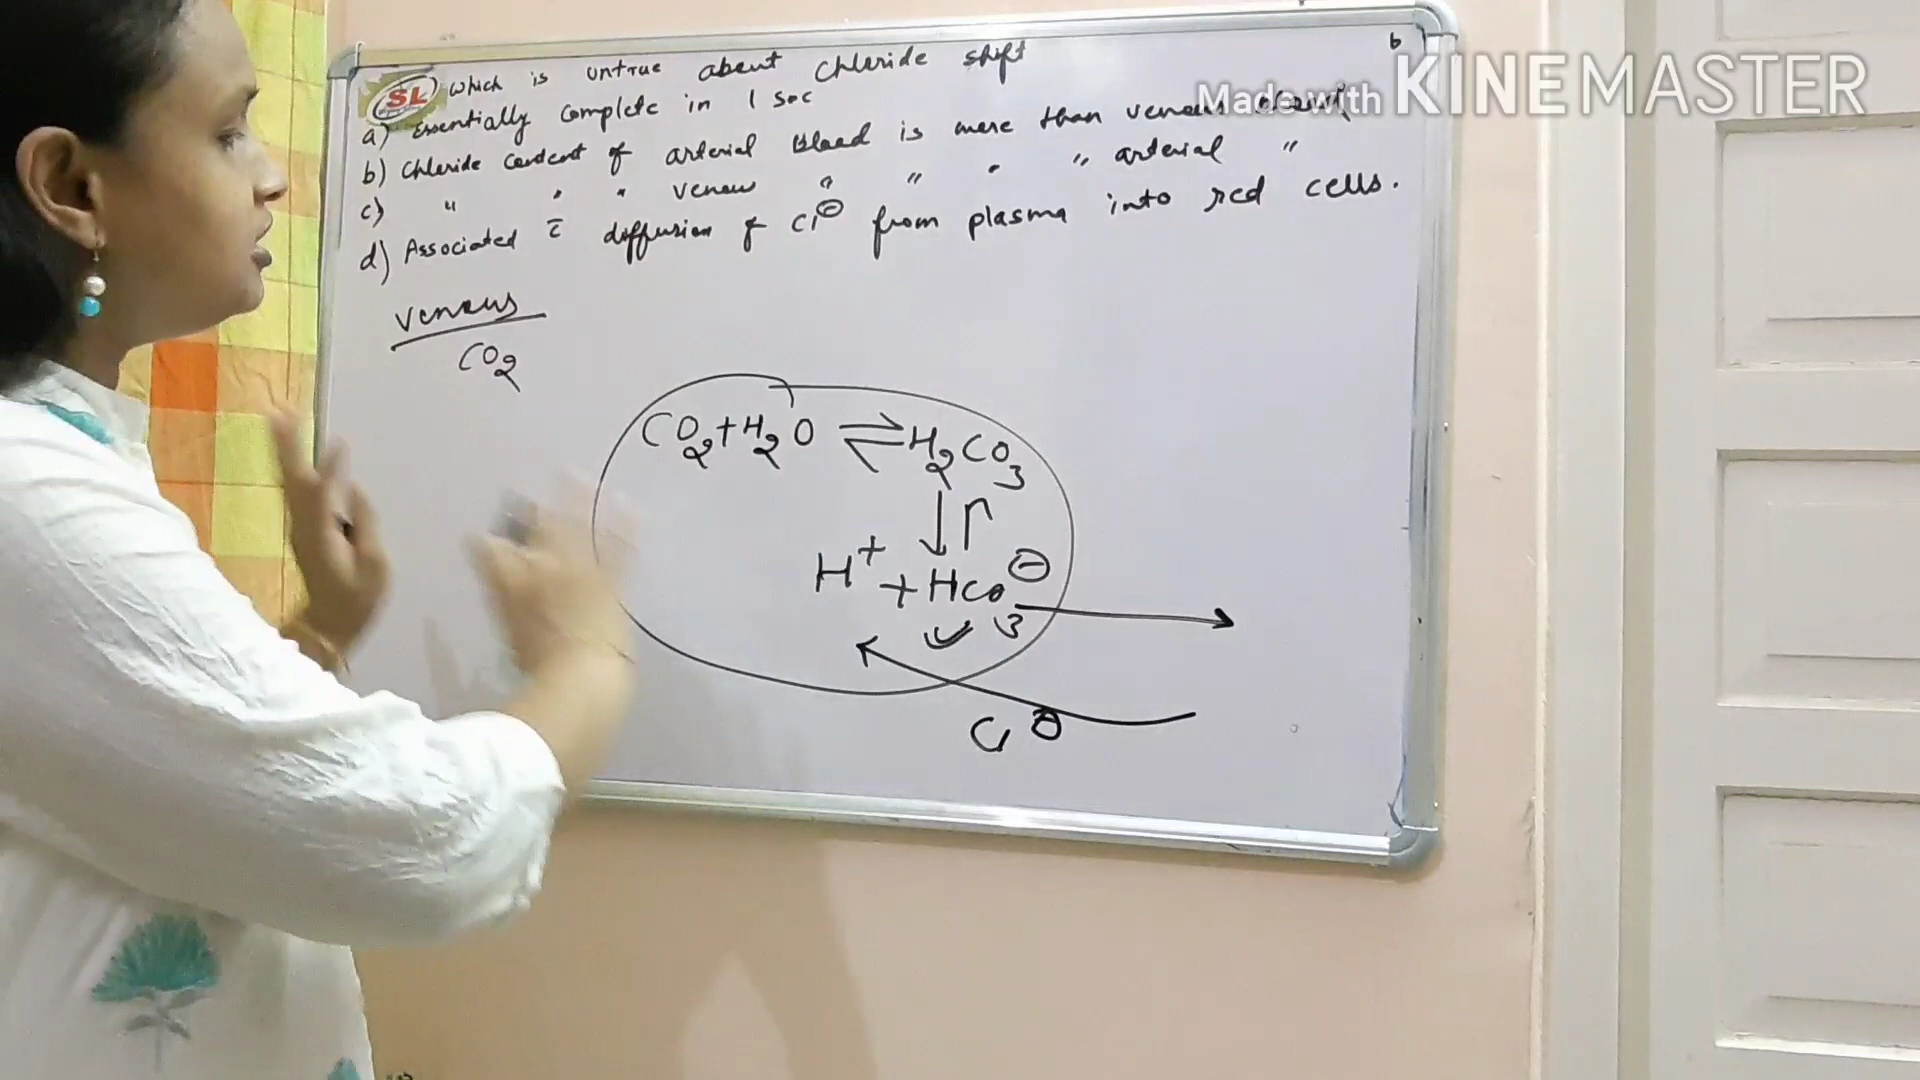 SL which is untrue about chloride shift
a) Essentially complete in 1 sec
b) Chloride content of arterial blood is more than venous blood
c) " " " venous " " " " arterial "
d) Associated c̄ diffusion of Cl⊖ from plasma into red cells.
6
Made with KINEMASTER
venous
CO2
CO2+H2O ⇌ H2CO3
↓↑
H+ + HCO3⊖
Cl⊖